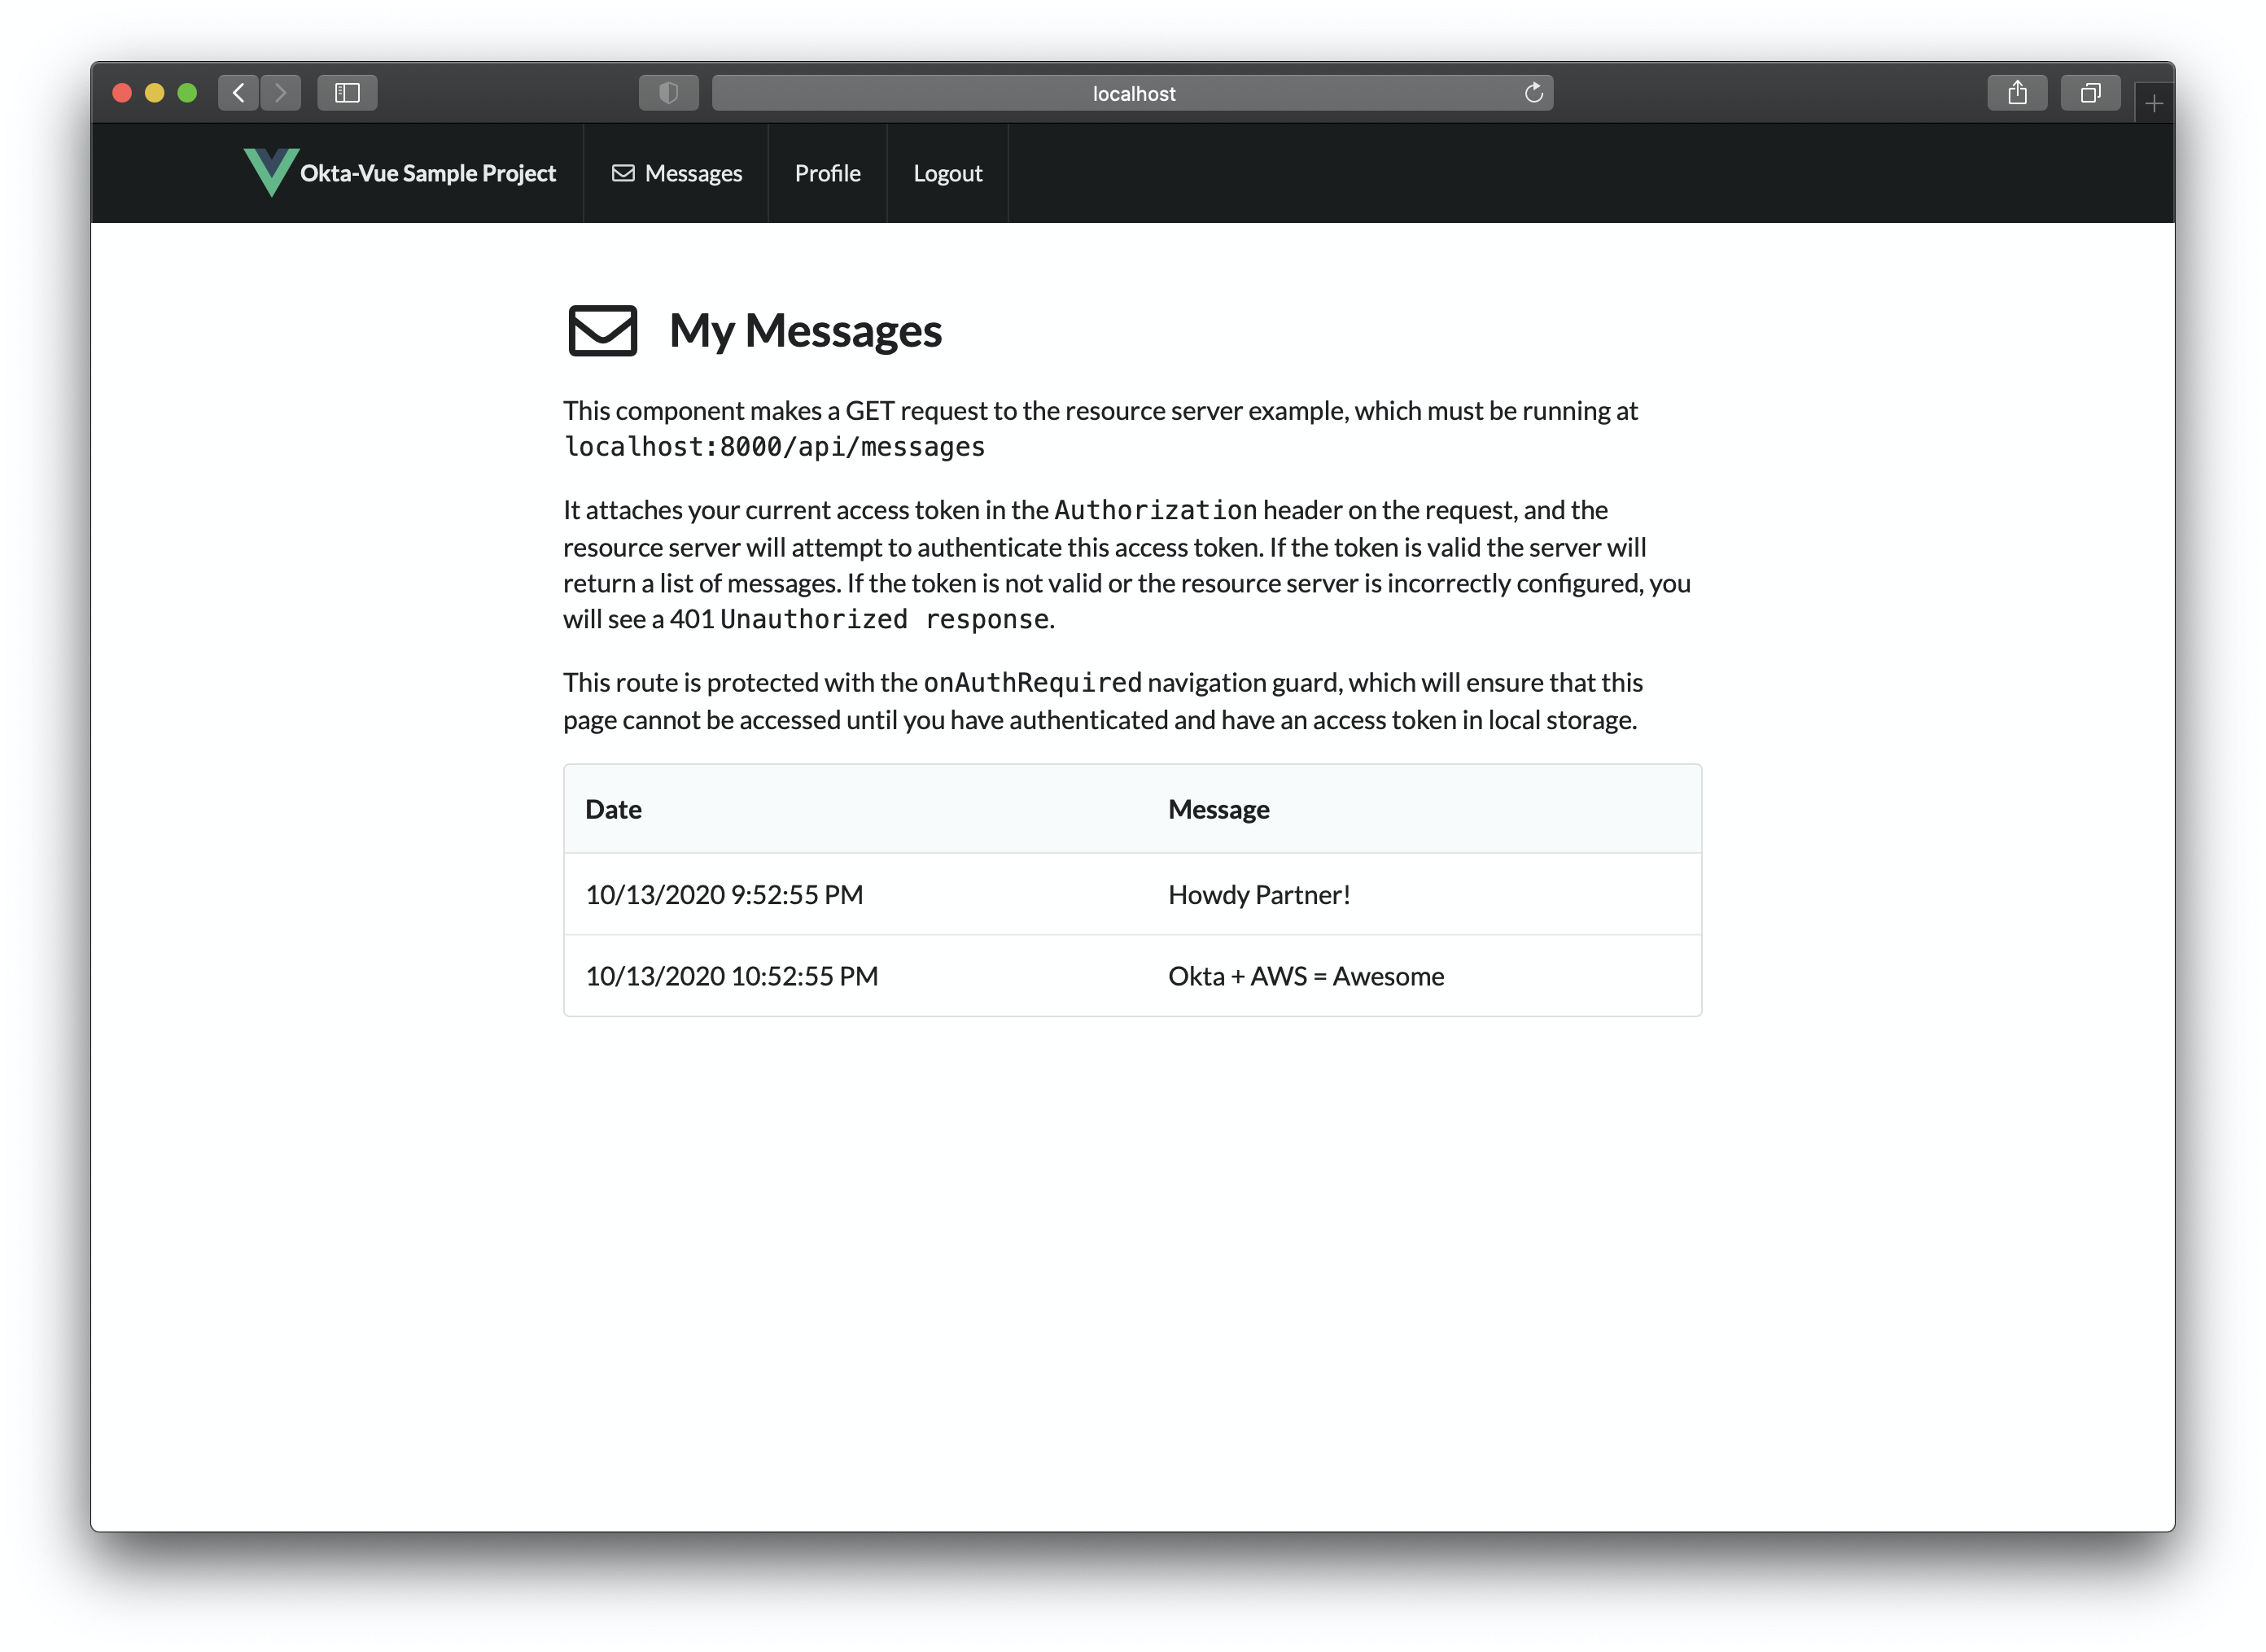 localhost
Okta-Vue Sample Project
Messages
Profile
Logout
My Messages
This component makes a GET request to the resource server example, which must be running at
localhost:8000/api/messages
It attaches your current access token in the Authorization header on the request, and the
resource server will attempt to authenticate this access token. If the token is valid the server will
return a list of messages. If the token is not valid or the resource server is incorrectly configured, you
will see a 401 Unauthorized response.
This route is protected with the onAuthRequired navigation guard, which will ensure that this
page cannot be accessed until you have authenticated and have an access token in local storage.
Date Message
10/13/2020 9:52:55 PM Howdy Partner!
10/13/2020 10:52:55 PM Okta + AWS = Awesome